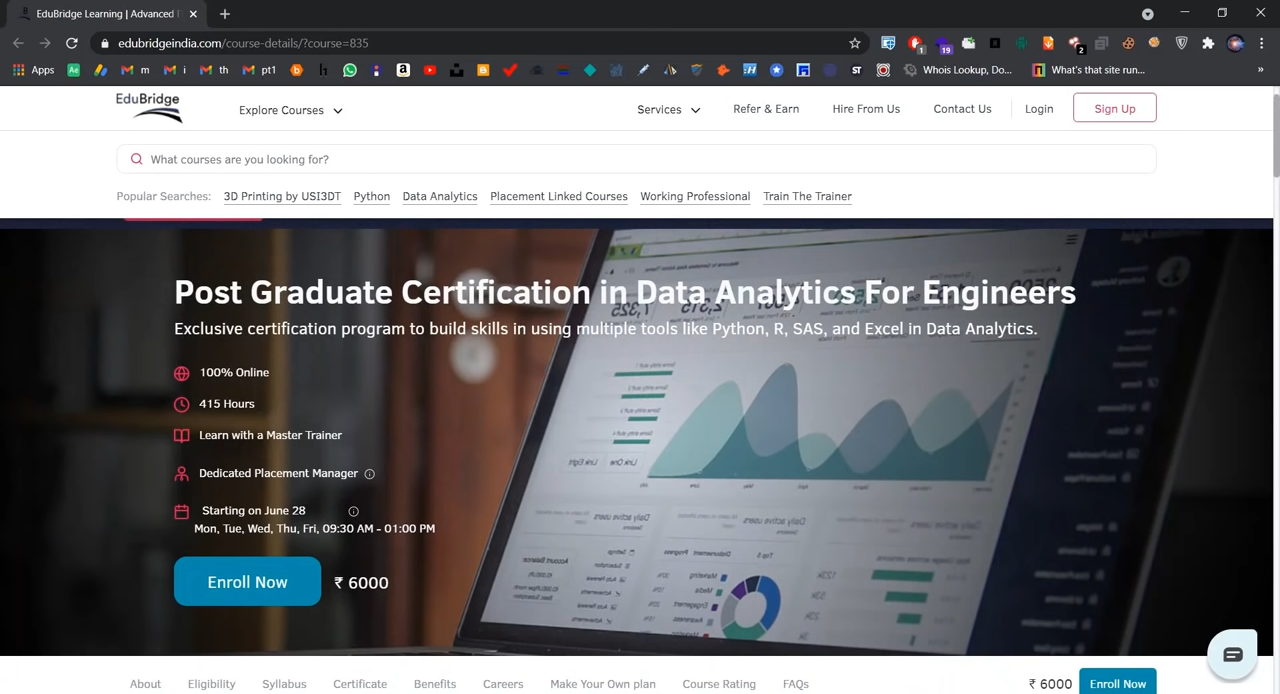 EduBridge Learning | Advanced
edubridgeindia.com/course-details/?course=835
1
19
2
Apps
m
i
th
pt1
Whois Lookup, Do...
What's that site run...
EduBridge
Explore Courses
Services
Refer & Earn
Hire From Us
Contact Us
Login
Sign Up
What courses are you looking for?
Popular Searches:
3D Printing by USI3DT
Python
Data Analytics
Placement Linked Courses
Working Professional
Train The Trainer
Post Graduate Certification in Data Analytics For Engineers
Exclusive certification program to build skills in using multiple tools like Python, R, SAS, and Excel in Data Analytics.
100% Online
415 Hours
Learn with a Master Trainer
Dedicated Placement Manager
Starting on June 28
Mon, Tue, Wed, Thu, Fri, 09:30 AM - 01:00 PM
Enroll Now
₹ 6000
About
Eligibility
Syllabus
Certificate
Benefits
Careers
Make Your Own plan
Course Rating
FAQs
₹ 6000
Enroll Now